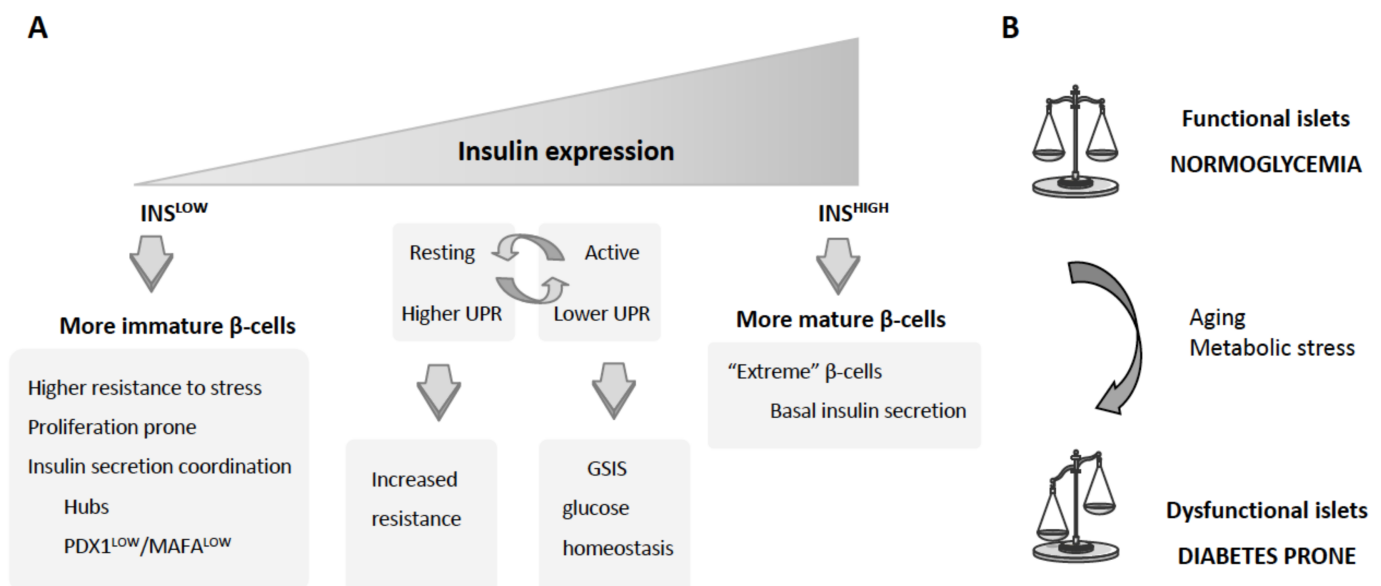 A
Insulin expression
INS^LOW
INS^HIGH
Resting
Higher UPR
Active
Lower UPR
More immature β-cells
Higher resistance to stress
Proliferation prone
Insulin secretion coordination
Hubs
PDX1^LOW/MAFA^LOW
Increased
resistance
GSIS
glucose
homeostasis
More mature β-cells
“Extreme” β-cells
Basal insulin secretion
B
Functional islets
NORMOGLYCEMIA
Aging
Metabolic stress
Dysfunctional islets
DIABETES PRONE